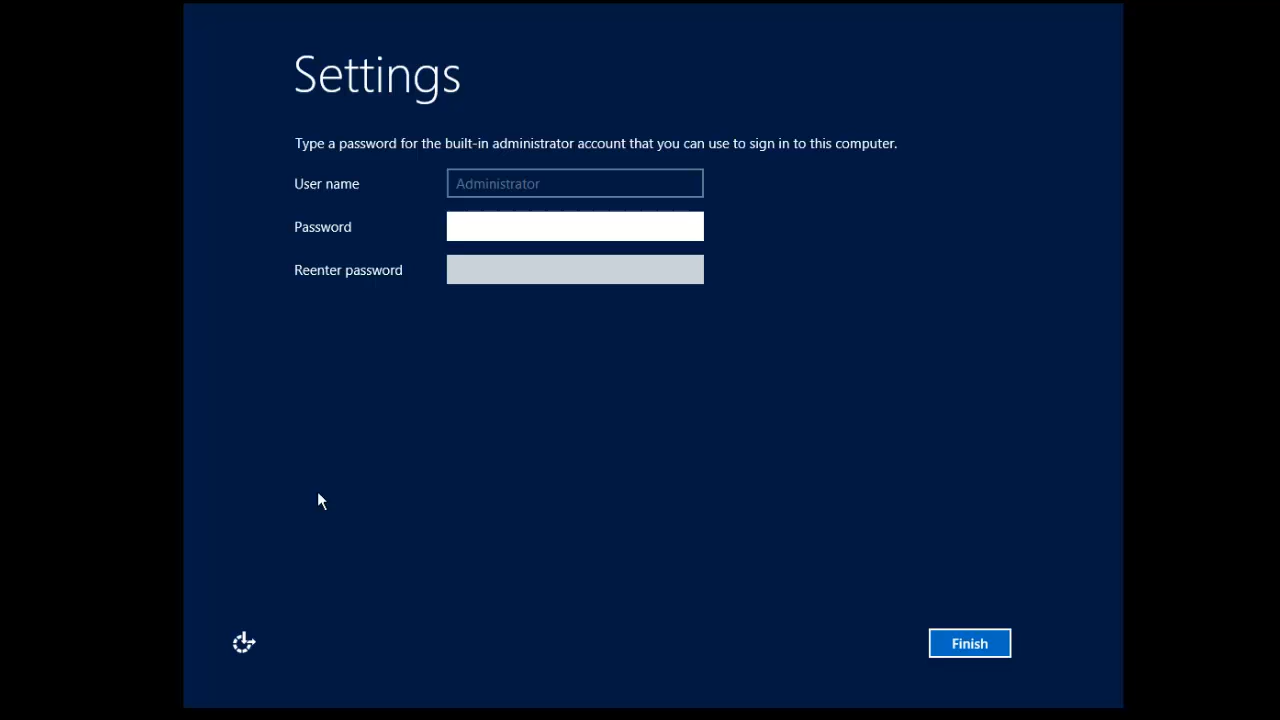 Settings
Type a password for the built-in administrator account that you can use to sign in to this computer.
User name
Administrator
Password
Reenter password
Finish